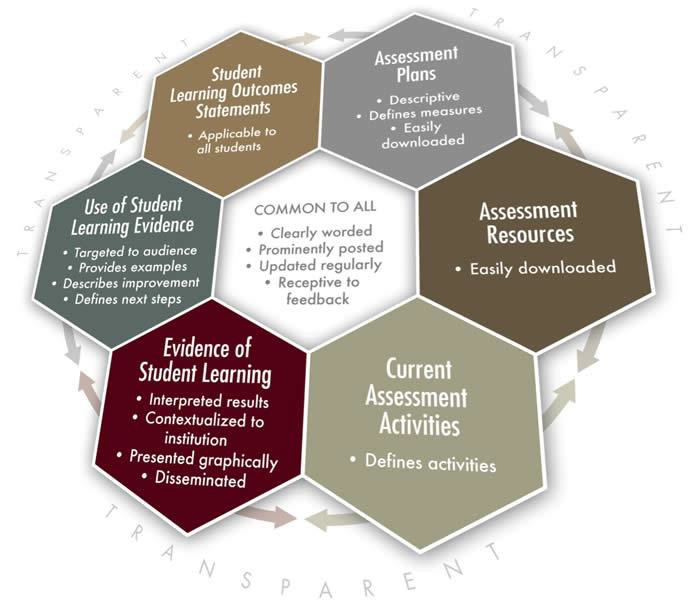 TRANSPARENT
TRANSPARENT
Student
Learning Outcomes
Statements
• Applicable to
all students
Assessment
Plans
• Descriptive
• Defines measures
• Easily
downloaded
Use of Student
Learning Evidence
• Targeted to audience
• Provides examples
• Describes improvement
• Defines next steps
COMMON TO ALL
• Clearly worded
• Prominently posted
• Updated regularly
• Receptive to
feedback
Assessment
Resources
• Easily downloaded
Evidence of
Student Learning
• Interpreted results
• Contextualized to
institution
• Presented graphically
• Disseminated
Current
Assessment
Activities
• Defines activities
TRANSPARENT